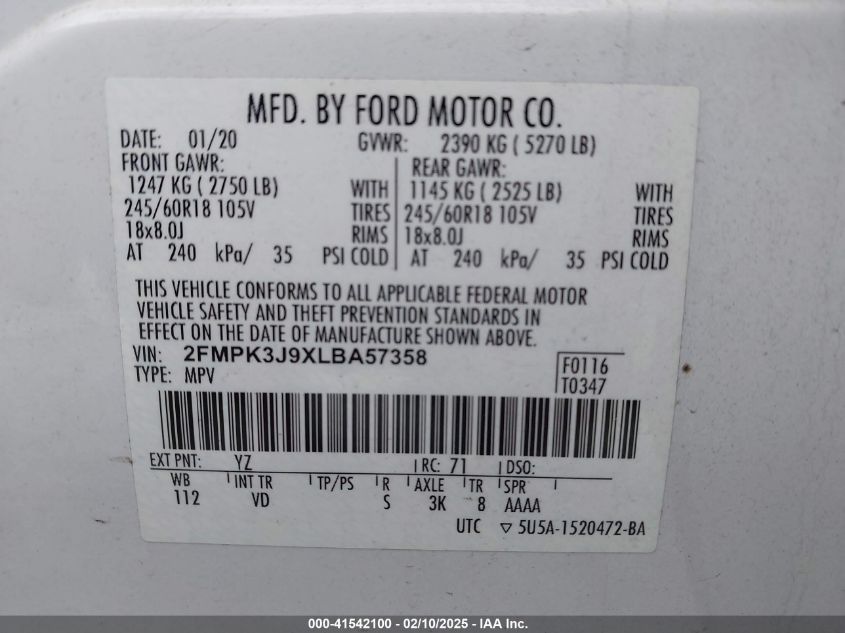 MFD. BY FORD MOTOR CO.
DATE: 01/20 GVWR: 2390 KG ( 5270 LB)
FRONT GAWR: REAR GAWR:
1247 KG ( 2750 LB) WITH 1145 KG ( 2525 LB) WITH
245/60R18 105V TIRES 245/60R18 105V TIRES
18x8.0J RIMS 18x8.0J RIMS
AT 240 kPa/ 35 PSI COLD AT 240 kPa/ 35 PSI COLD
THIS VEHICLE CONFORMS TO ALL APPLICABLE FEDERAL MOTOR
VEHICLE SAFETY AND THEFT PREVENTION STANDARDS IN
EFFECT ON THE DATE OF MANUFACTURE SHOWN ABOVE.
VIN: 2FMPK3J9XLBA57358 F0116
TYPE: MPV T0347
EXT PNT: YZ RC: 71 DSO:
WB INT TR TP/PS R AXLE TR SPR
112 VD S 3K 8 AAAA
UTC ▽ 5U5A-1520472-BA
000-41542100 - 02/10/2025 - IAA Inc.